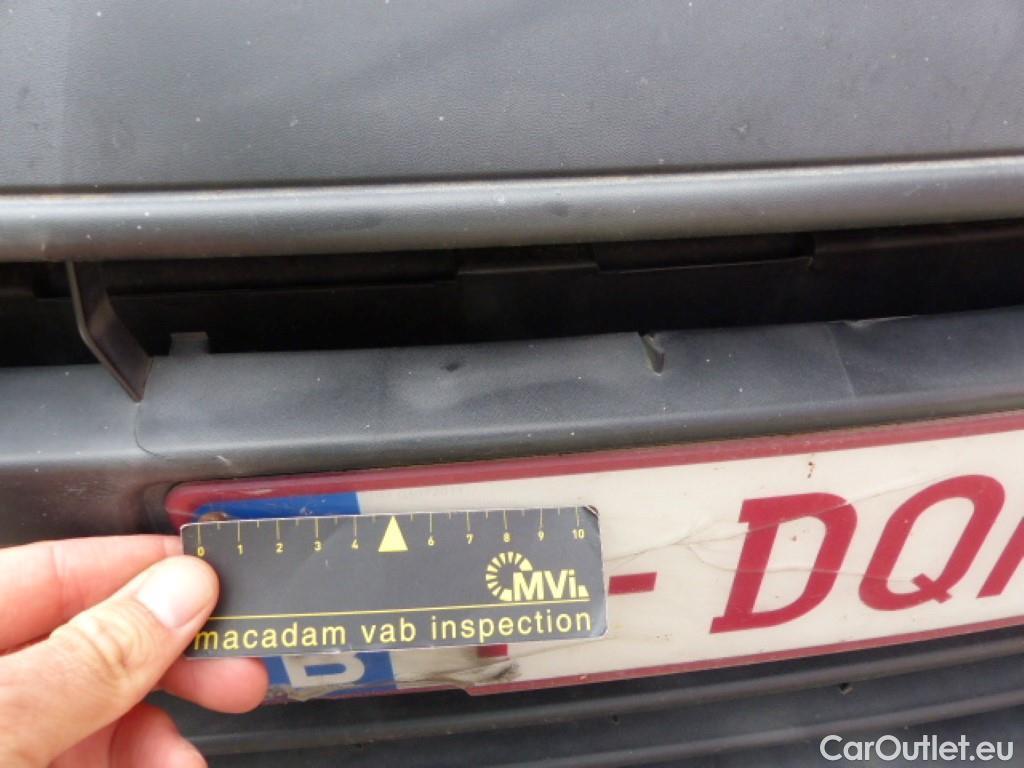 0 1 2 3 4 6 7 8 9 10
MVi
macadam vab inspection
B
- DQ
CarOutlet.eu